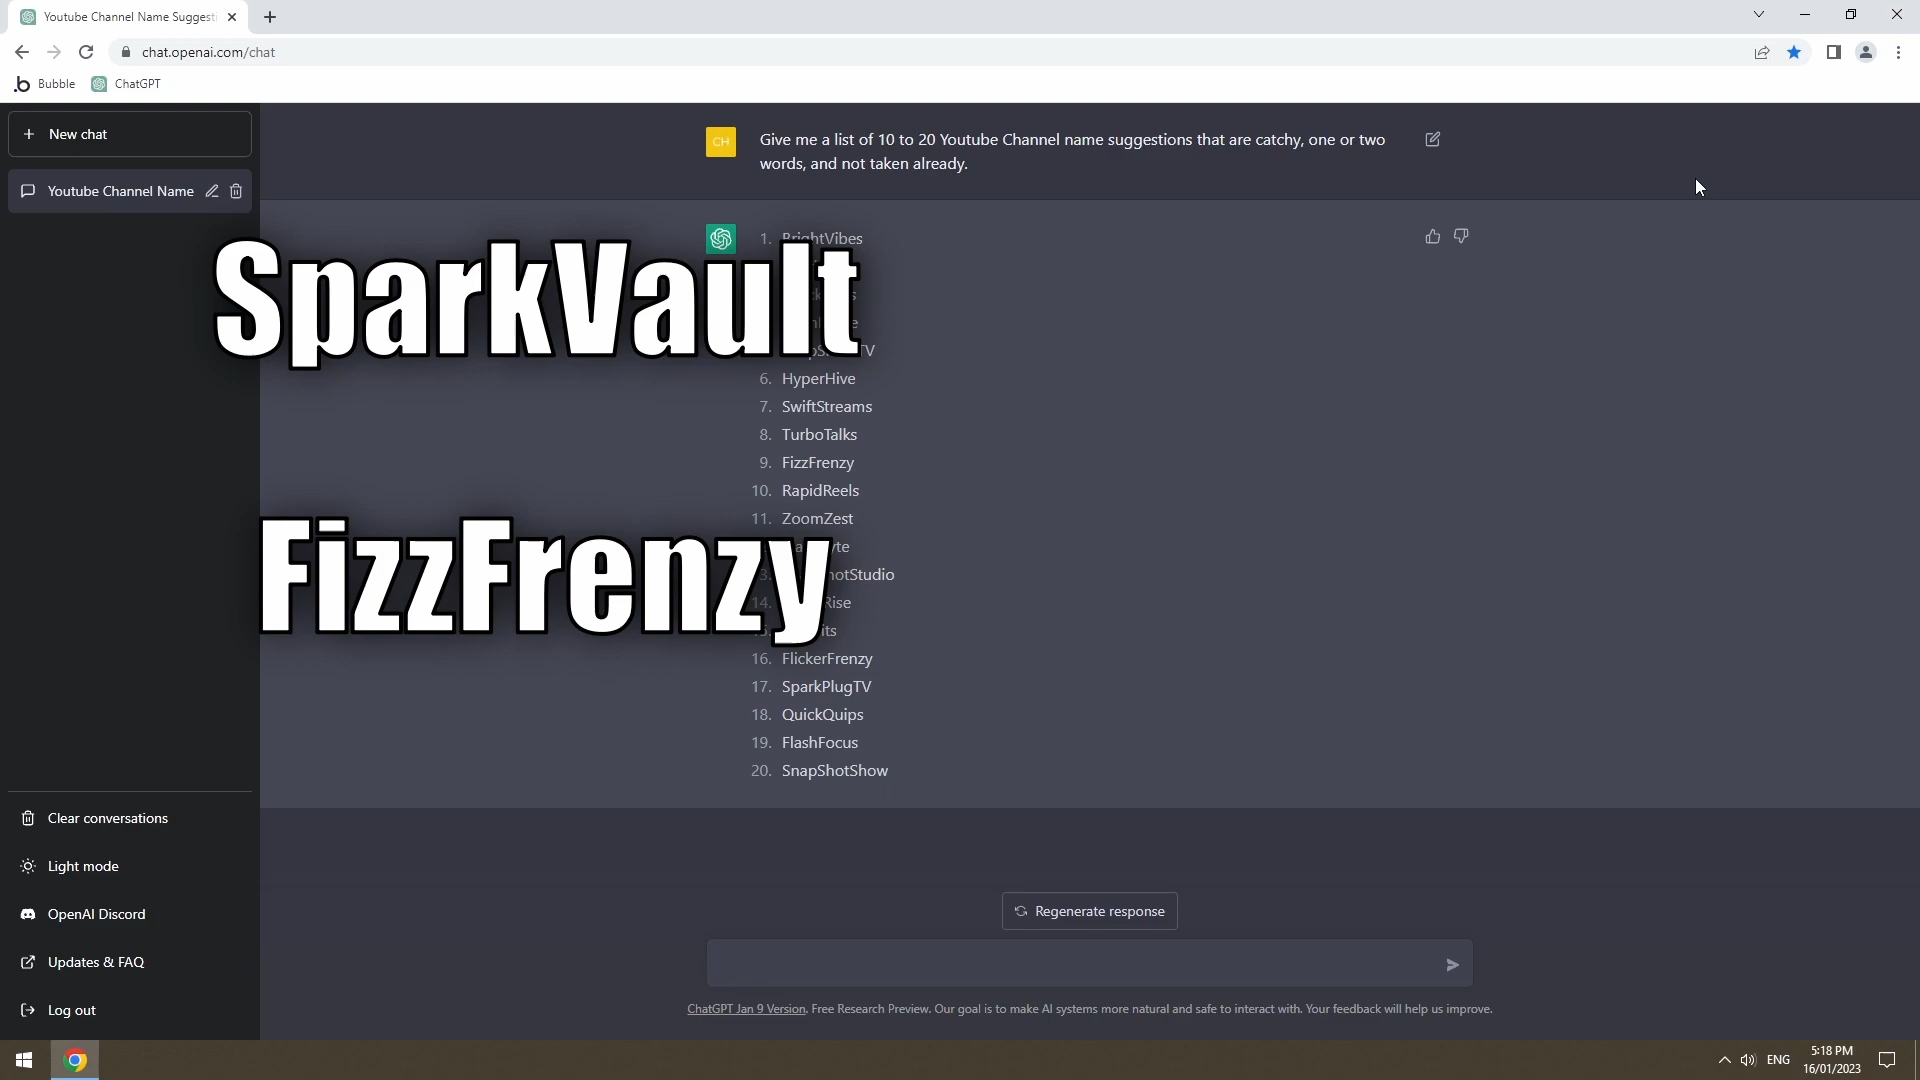 Youtube Channel Name Suggesti
chat.openai.com/chat
Bubble
ChatGPT
New chat
Youtube Channel Name
CH
Give me a list of 10 to 20 Youtube Channel name suggestions that are catchy, one or two
words, and not taken already.
1. BrightVibes
SparkVault
6. HyperHive
7. SwiftStreams
8. TurboTalks
9. FizzFrenzy
10. RapidReels
11. ZoomZest
FizzFrenzy
16. FlickerFrenzy
17. SparkPlugTV
18. QuickQuips
19. FlashFocus
20. SnapShotShow
Clear conversations
Light mode
OpenAI Discord
Updates & FAQ
Log out
Regenerate response
ChatGPT Jan 9 Version. Free Research Preview. Our goal is to make AI systems more natural and safe to interact with. Your feedback will help us improve.
ENG
5:18 PM
16/01/2023